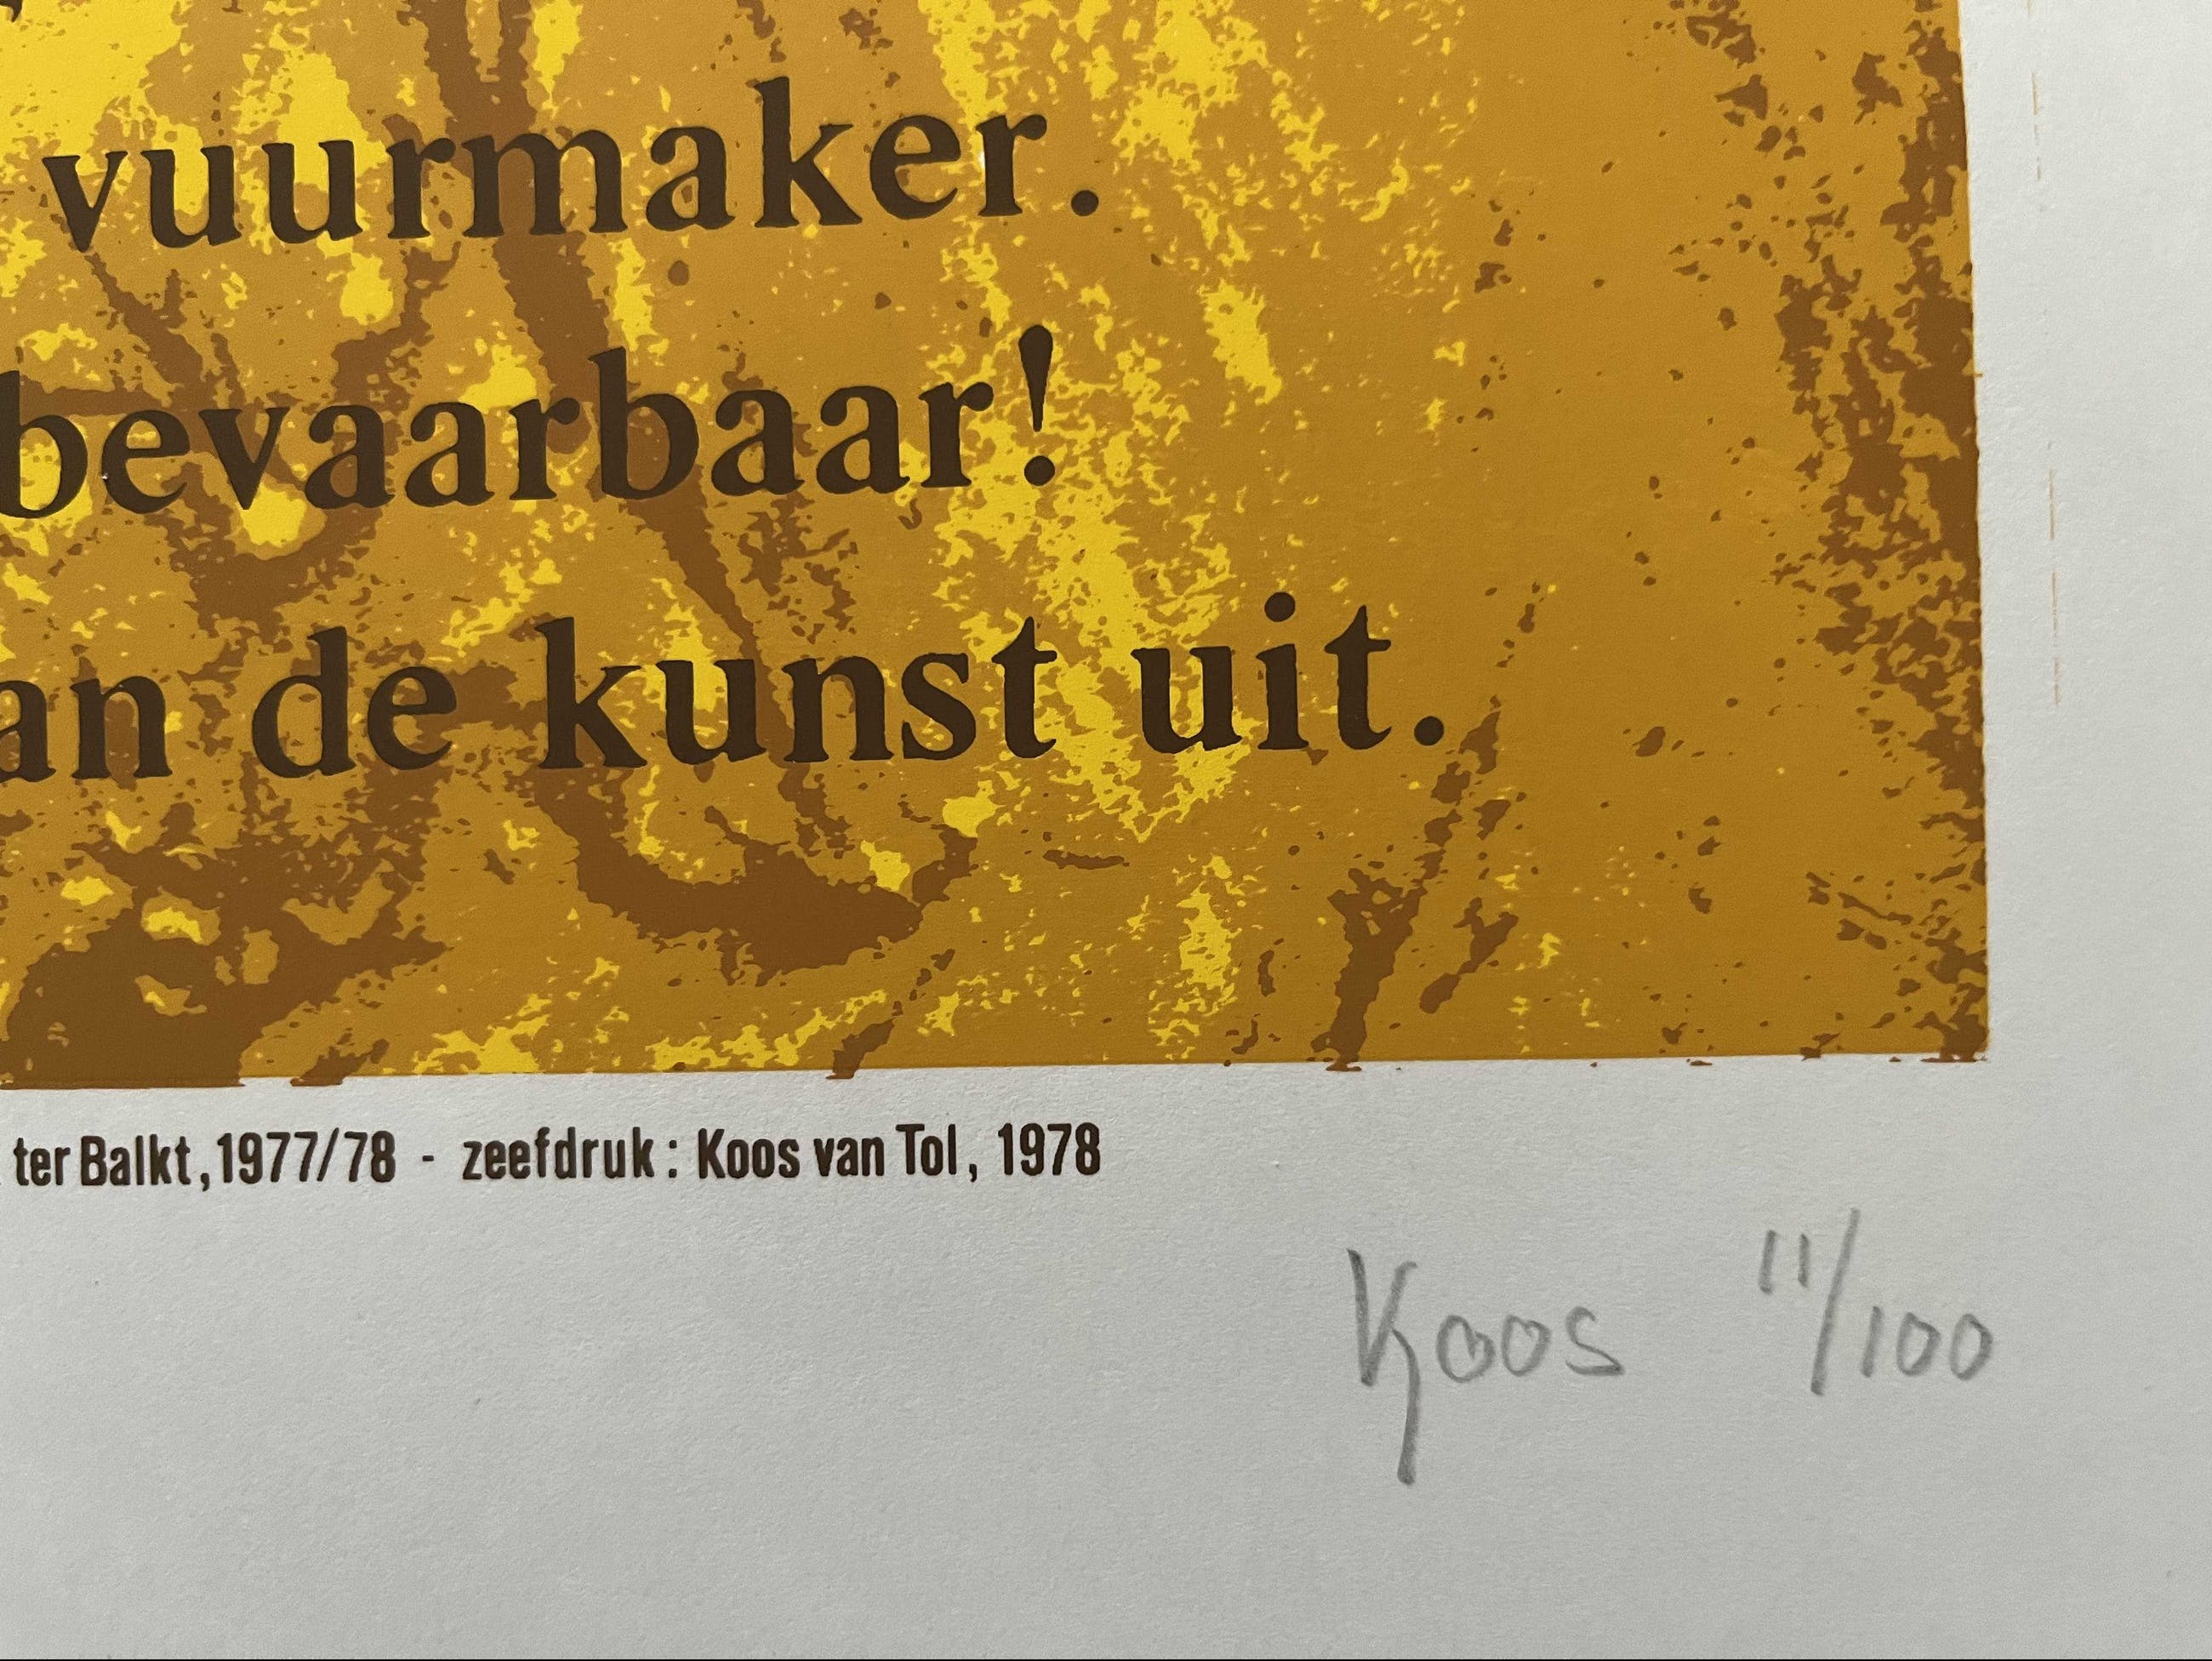 vuurmaker.
bevaarbaar!
an de kunst uit.
ter Balkt, 1977/78 - zeefdruk: Koos van Tol, 1978
Koos 11/100